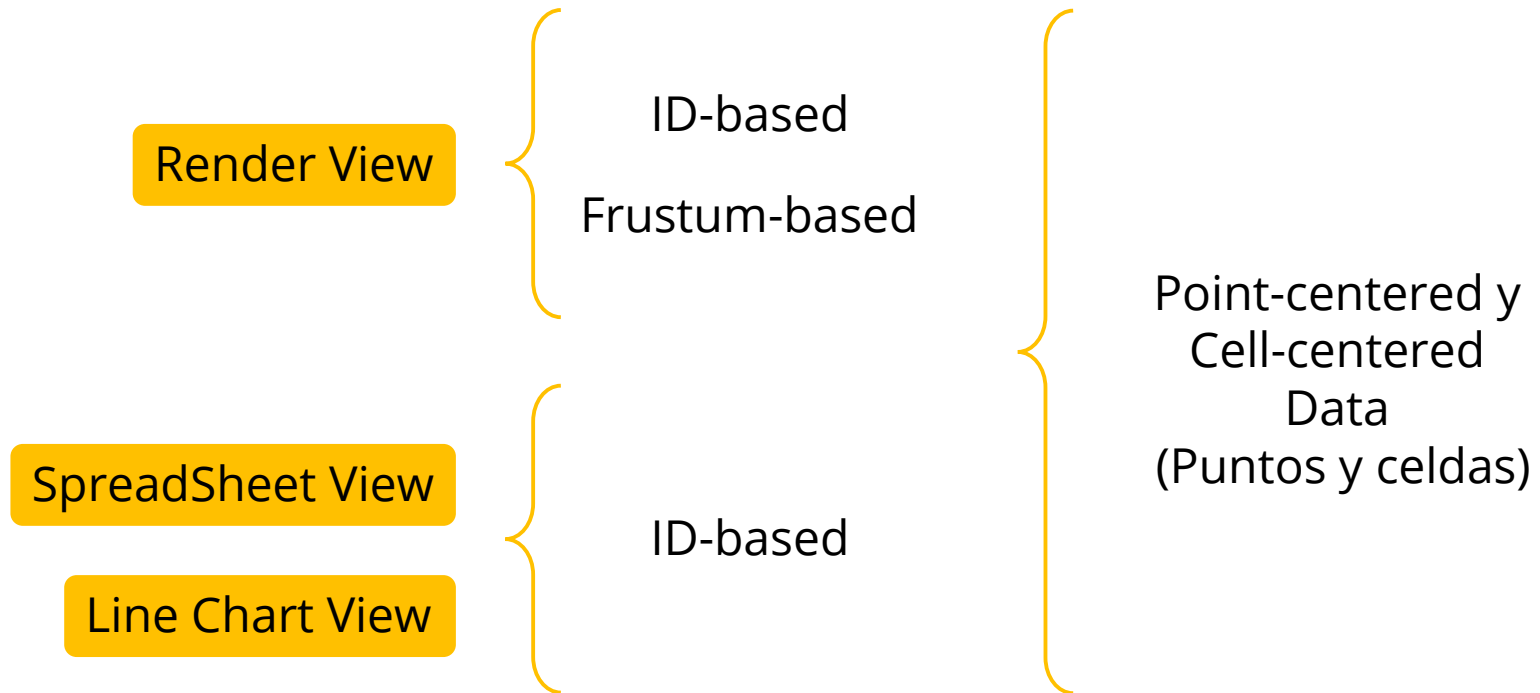 Render View
ID-based
Frustum-based
SpreadSheet View
Line Chart View
ID-based
Point-centered y
Cell-centered
Data
(Puntos y celdas)